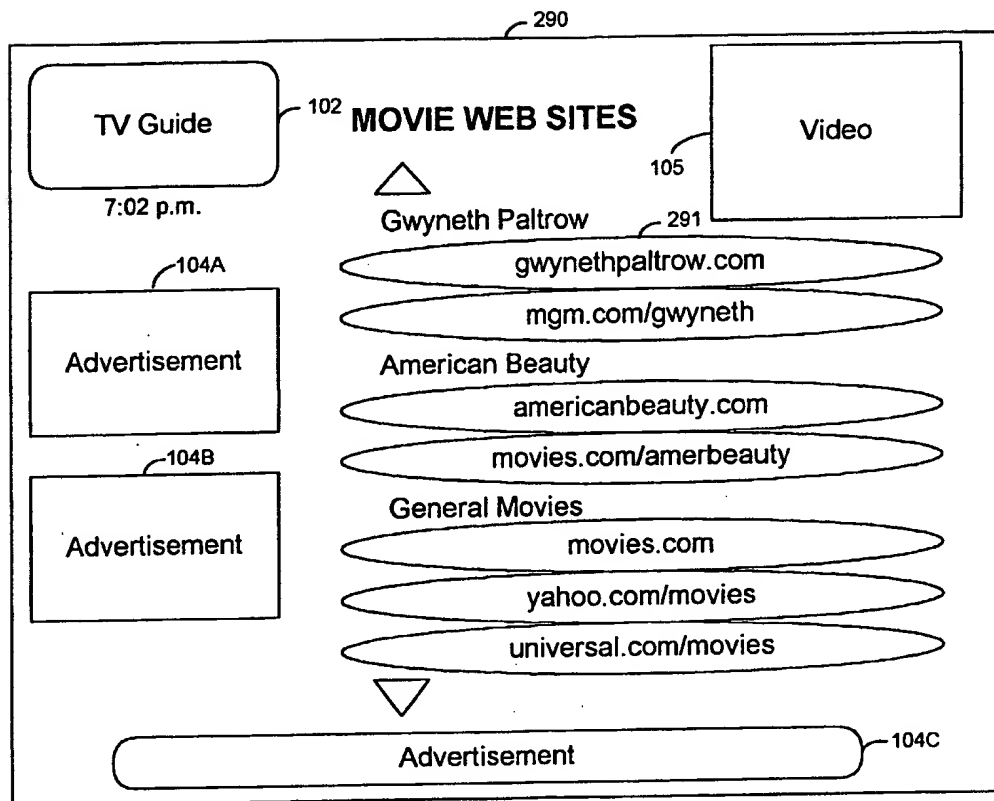 290
TV Guide
102
MOVIE WEB SITES
Video
105
7:02 p.m.
Gwyneth Paltrow
291
gwynethpaltrow.com
mgm.com/gwyneth
104A
Advertisement
American Beauty
americanbeauty.com
movies.com/amerbeauty
104B
Advertisement
General Movies
movies.com
yahoo.com/movies
universal.com/movies
Advertisement
104C